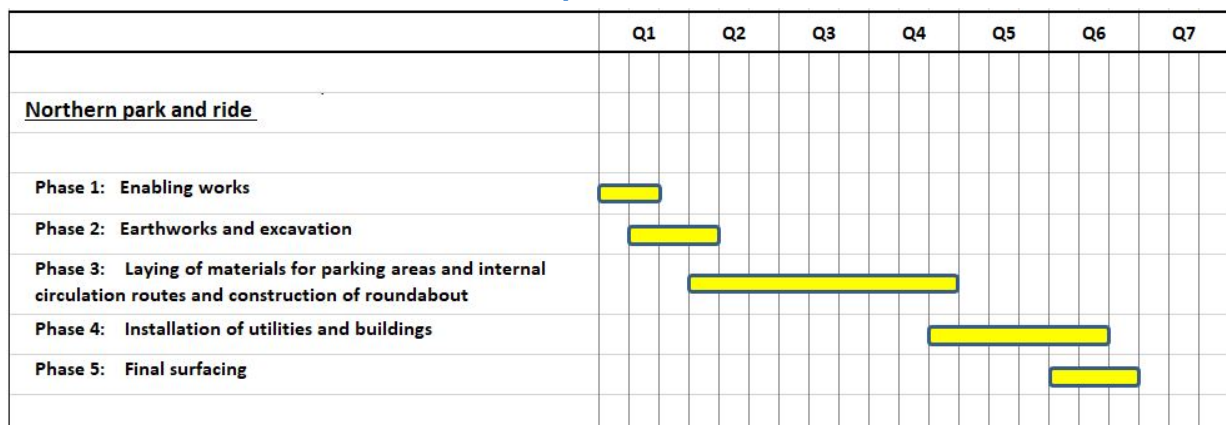 Q1 Q2 Q3 Q4 Q5 Q6 Q7
Northern park and ride
Phase 1: Enabling works
Phase 2: Earthworks and excavation
Phase 3: Laying of materials for parking areas and internal
circulation routes and construction of roundabout
Phase 4: Installation of utilities and buildings
Phase 5: Final surfacing